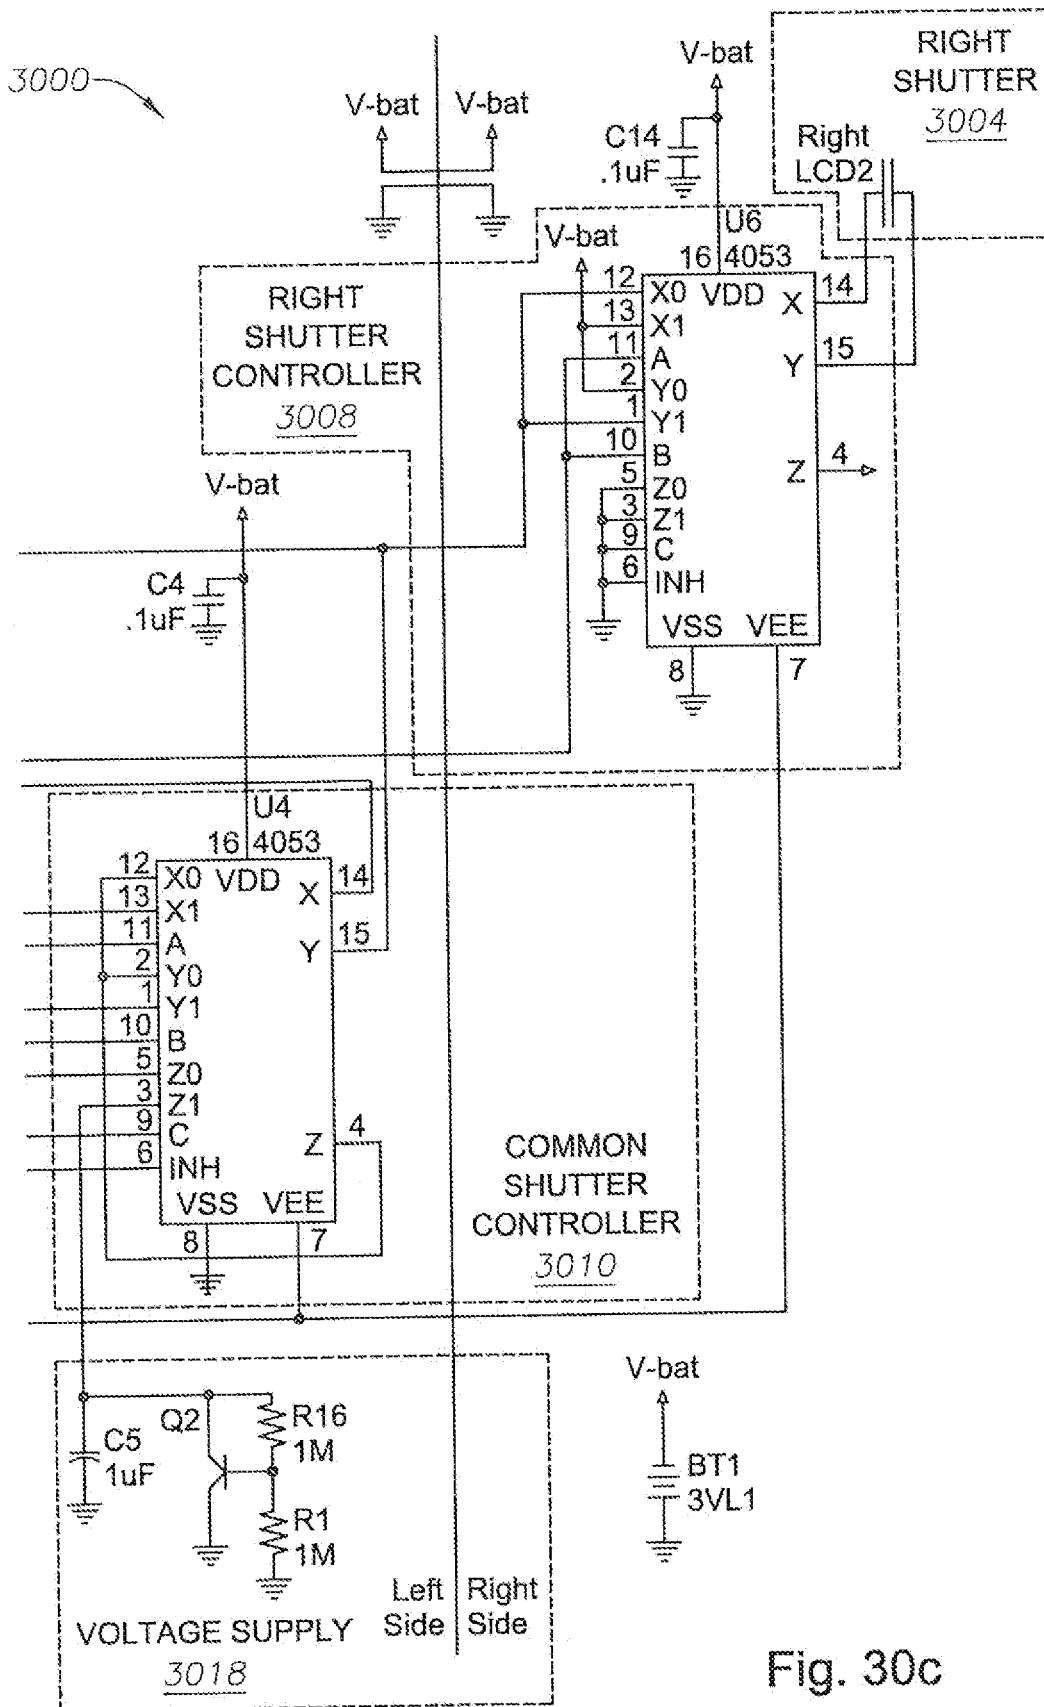 3000
V-bat
V-bat
V-bat
RIGHT
SHUTTER
3004
C14
.1uF
Right
LCD2
RIGHT
SHUTTER
CONTROLLER
3008
V-bat
U6
16 4053
12 X0 VDD X 14
13 X1
11 A Y 15
2 Y0
1 Y1
10 B
5 Z0 Z 4
3 Z1
9 C
6 INH
VSS VEE
8 7
V-bat
C4
.1uF
U4
16 4053
12 X0 VDD X 14
13 X1
11 A Y 15
2 Y0
1 Y1
10 B
5 Z0
3 Z1
9 C Z 4
6 INH
VSS VEE
8 7
COMMON
SHUTTER
CONTROLLER
3010
C5
1uF
Q2
R16
1M
R1
1M
V-bat
BT1
3VL1
Left
Side
Right
Side
VOLTAGE SUPPLY
3018
Fig. 30c